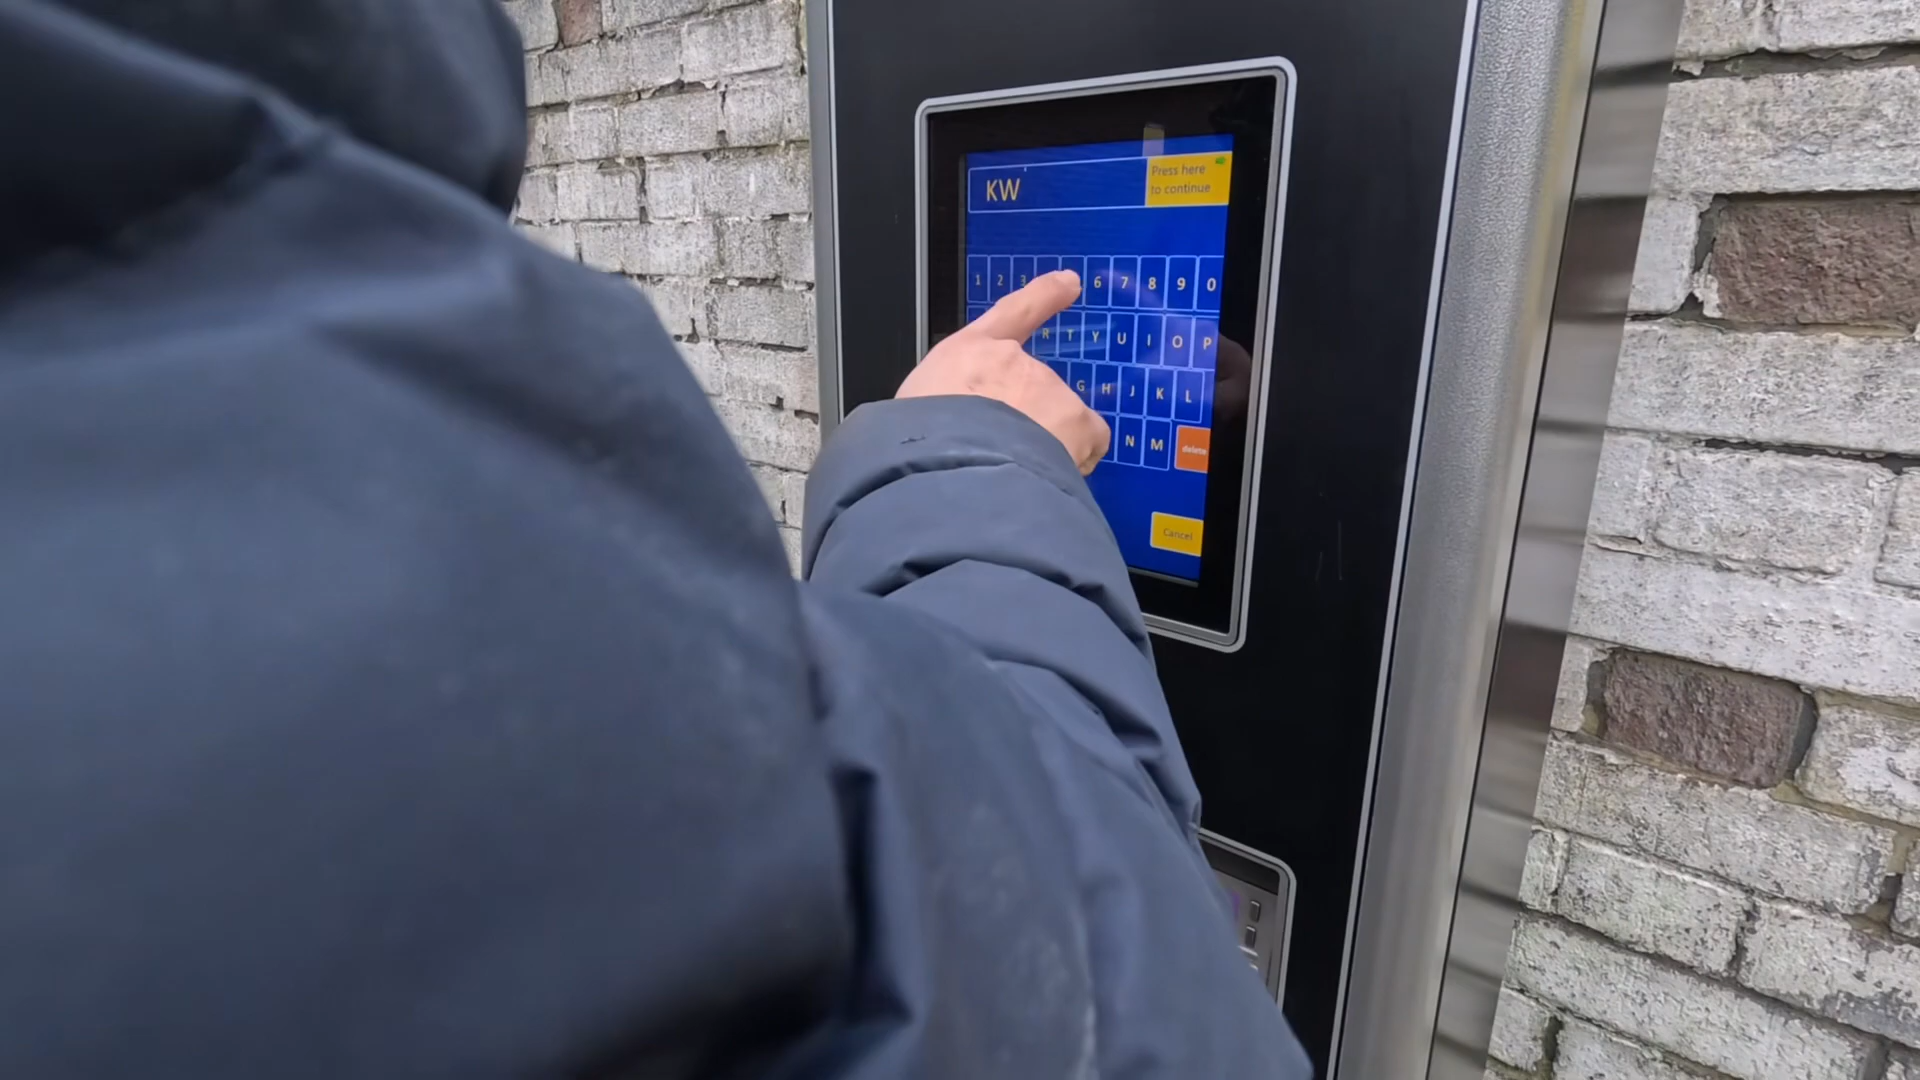 KW
Press here
to continue
1 2 3 6 7 8 9 0
R T Y U I O P
G H J K L
N M delete
Cancel